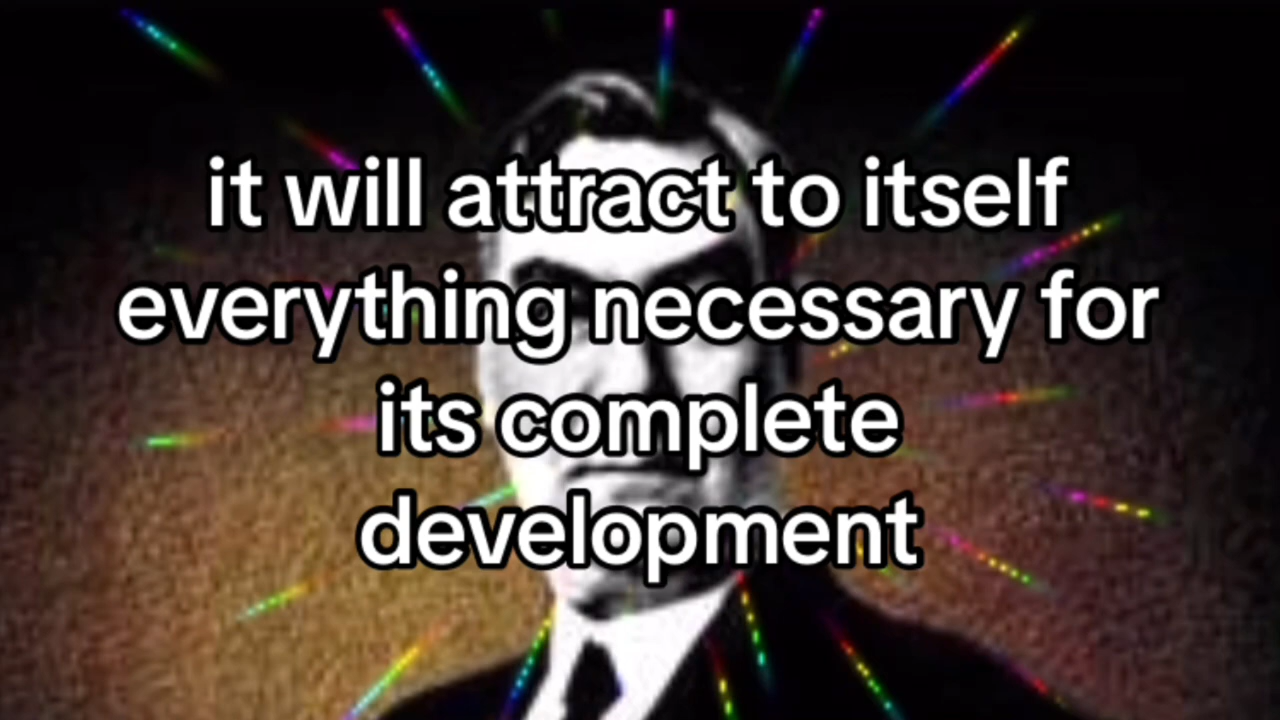 it will attract to itself
everything necessary for
its complete
development